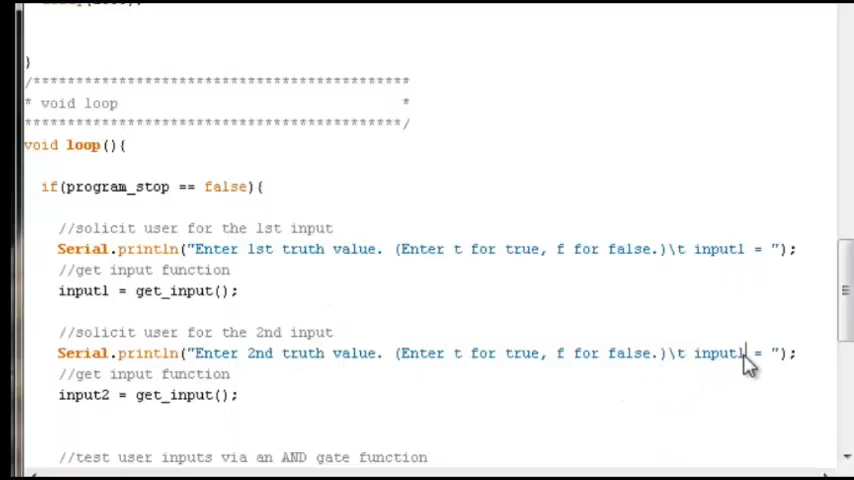 }
/********************************************
* void loop *
********************************************/
void loop(){
if(program_stop == false){
//solicit user for the 1st input
Serial.println("Enter 1st truth value. (Enter t for true, f for false.)\t input1 = ");
//get input function
input1 = get_input();
//solicit user for the 2nd input
Serial.println("Enter 2nd truth value. (Enter t for true, f for false.)\t input1 = ");
//get input function
input2 = get_input();
//test user inputs via an AND gate function